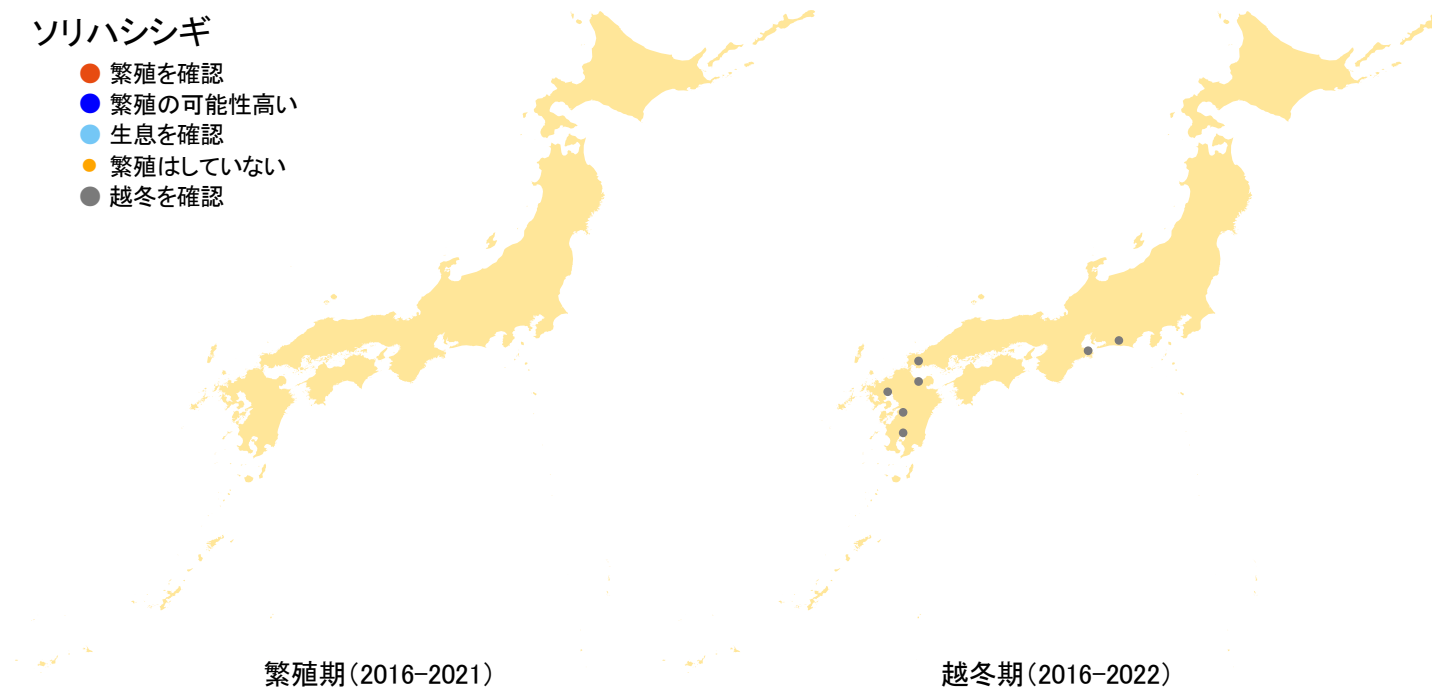 ソリハシシギ
繁殖を確認
繁殖の可能性高い
生息を確認
繁殖はしていない
越冬を確認
繁殖期（2016-2021）
越冬期（2016-2022）